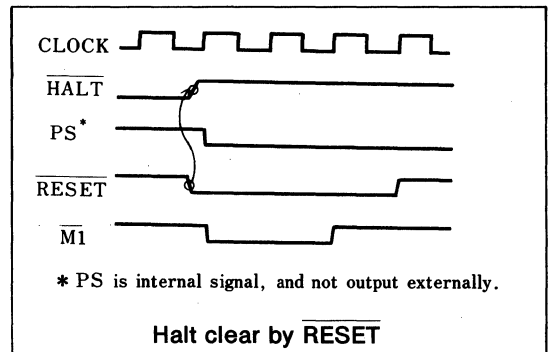 CLOCK
HALT
PS*
RESET
M1
* PS is internal signal, and not output externally.
Halt clear by RESET